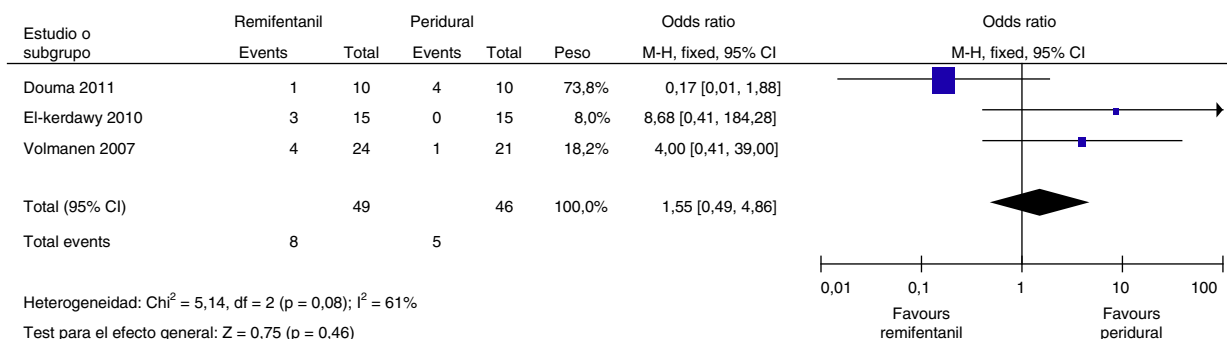 Remifentanil Peridural Odds ratio Odds ratio
Estudio o subgrupo Events Total Events Total Peso M-H, fixed, 95% CI M-H, fixed, 95% CI
Douma 2011 1 10 4 10 73,8% 0,17 [0,01, 1,88]
El-kerdawy 2010 3 15 0 15 8,0% 8,68 [0,41, 184,28]
Volmanen 2007 4 24 1 21 18,2% 4,00 [0,41, 39,00]
Total (95% CI) 49 46 100,0% 1,55 [0,49, 4,86]
Total events 8 5
Heterogeneidad: Chi² = 5,14, df = 2 (p = 0,08); I² = 61%
Test para el efecto general: Z = 0,75 (p = 0,46)
0,01 0,1 1 10 100
Favours remifentanil Favours peridural